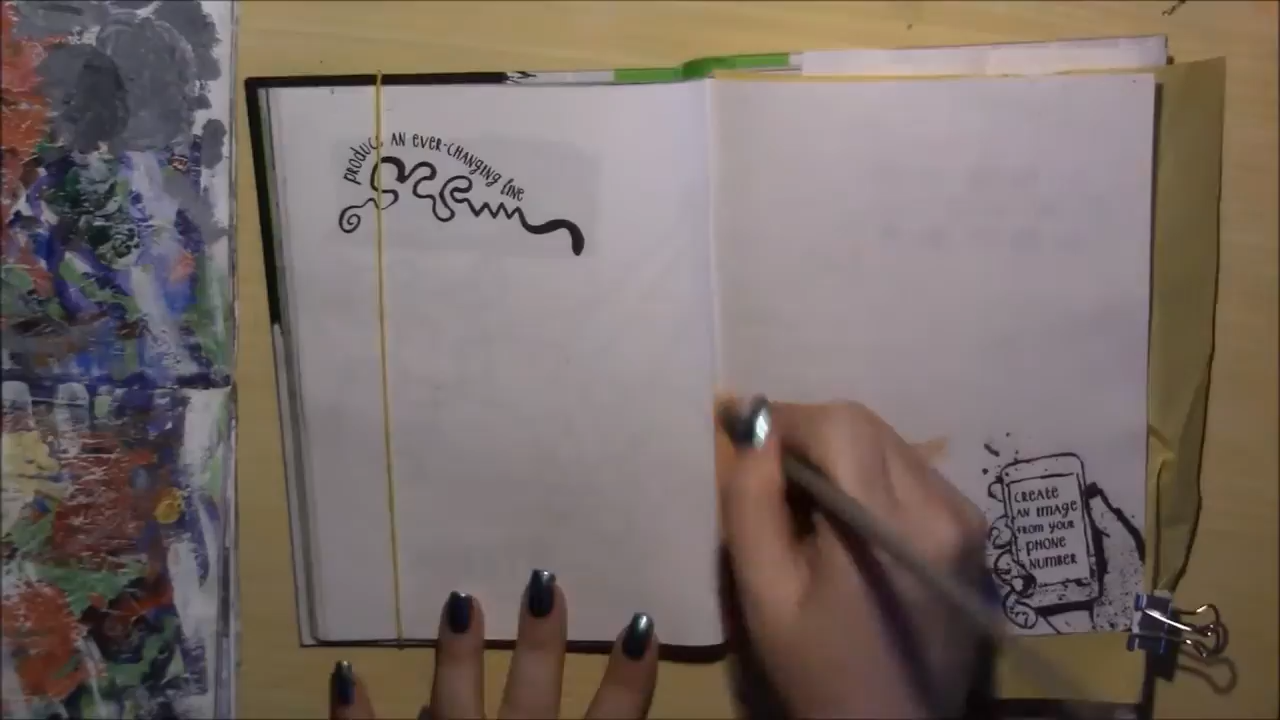 PRODUCE AN EVER-CHANGING LINE
CREATE
AN IMAGE
FROM YOUR
PHONE
NUMBER